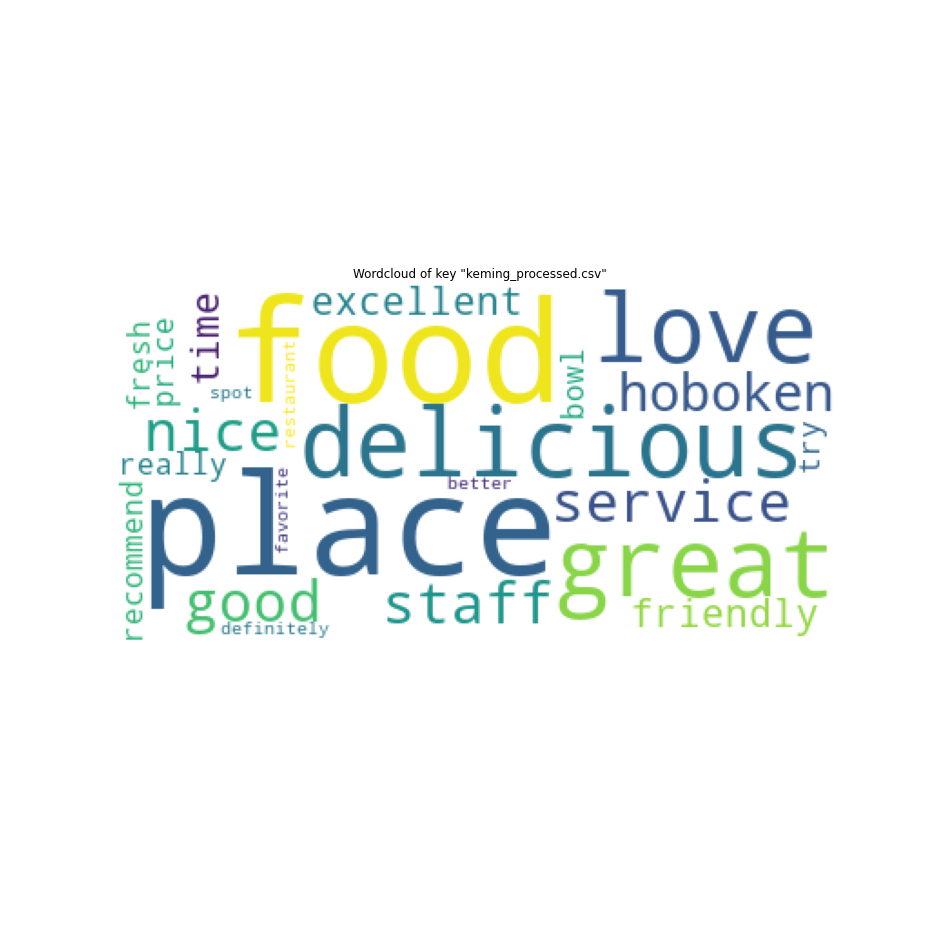 Wordcloud of key "keming_processed.csv"
food
excellent
love
time
fresh
price
spot
restaurant
bowl
hoboken
nice
delicious
try
really
place
favorite
better
service
recommend
great
good
staff
friendly
definitely